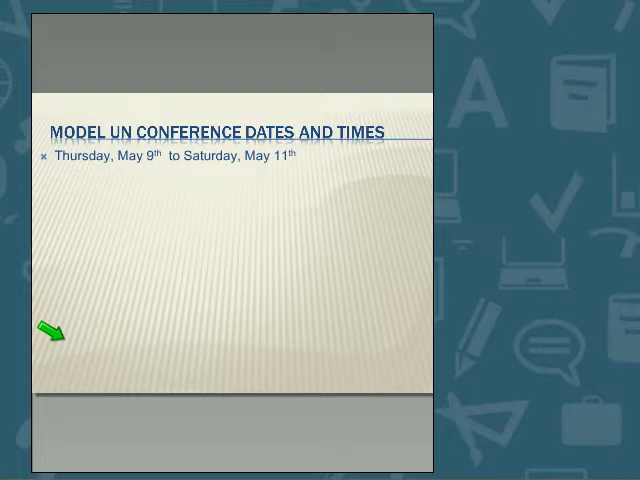 MODEL UN CONFERENCE DATES AND TIMES
Thursday, May 9th to Saturday, May 11th